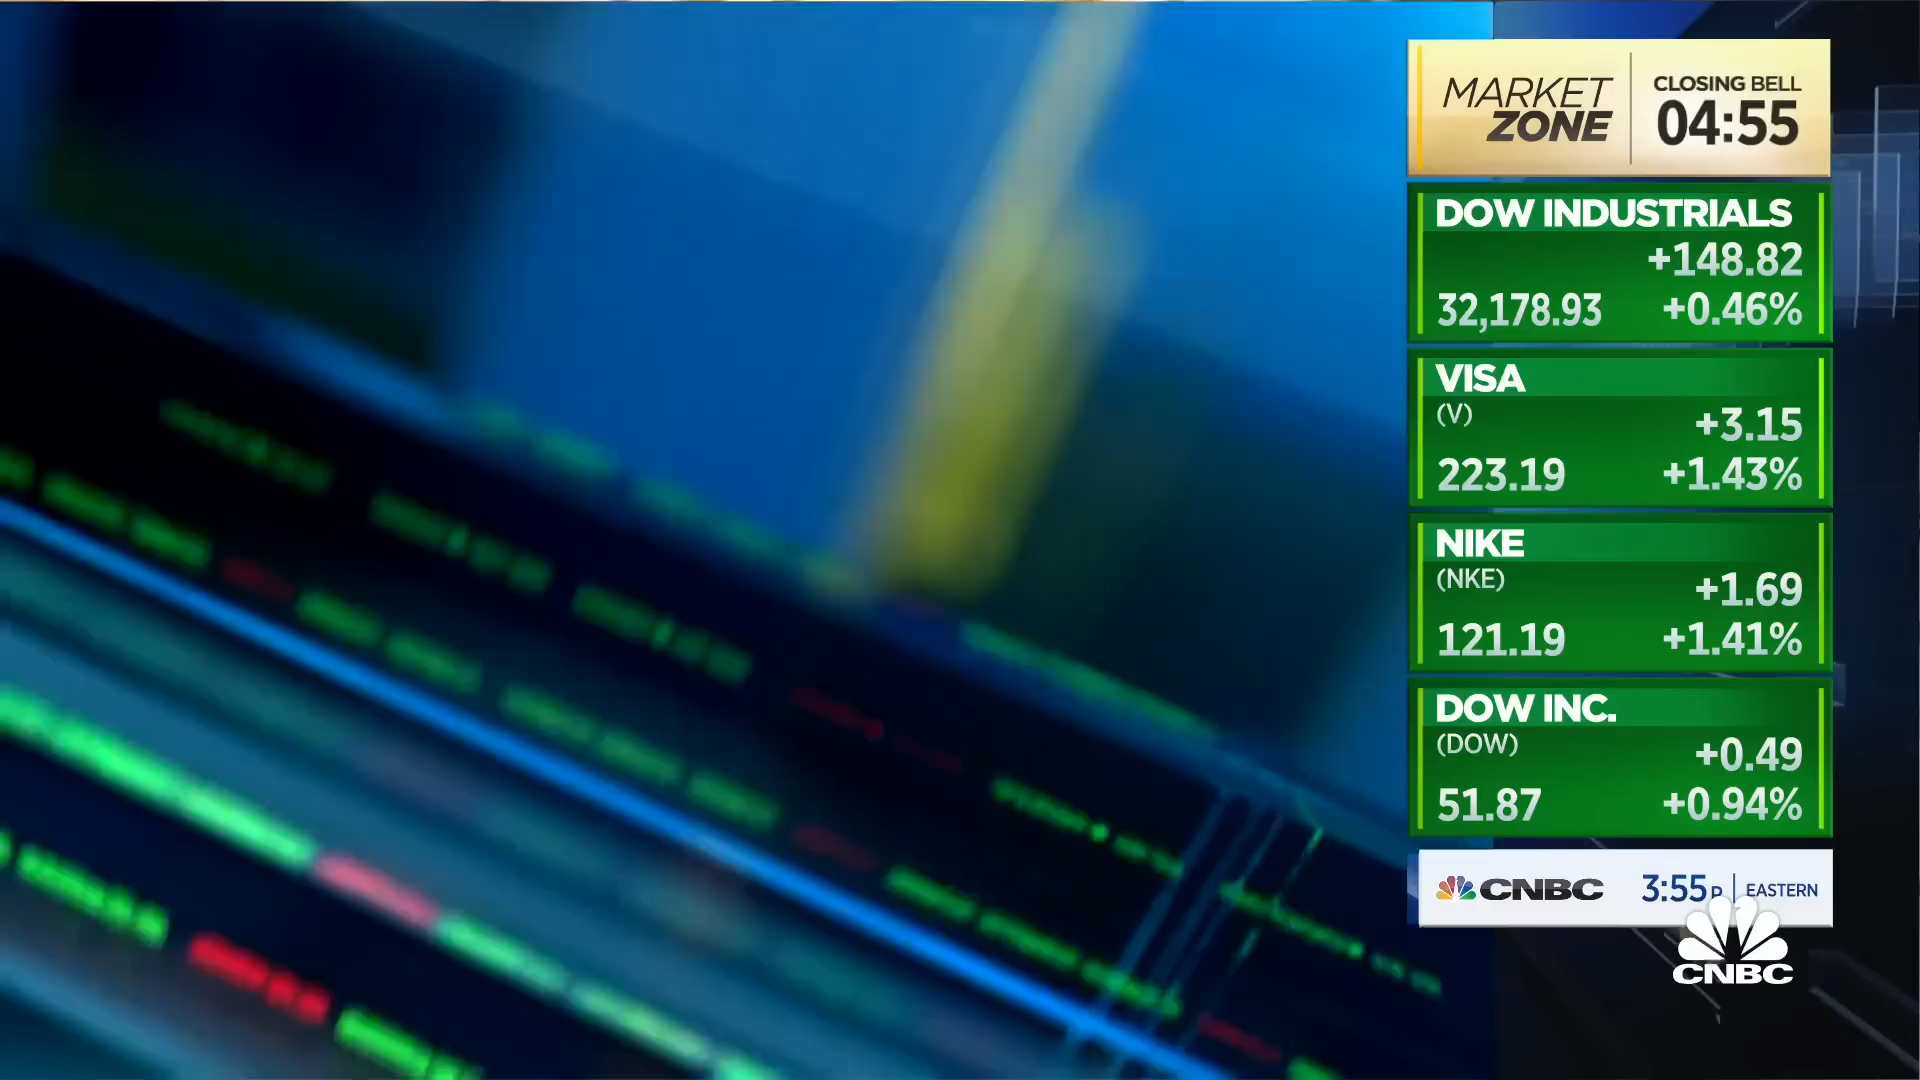 MARKET
ZONE
CLOSING BELL
04:55
DOW INDUSTRIALS
+148.82
32,178.93 +0.46%
VISA
(V)
+3.15
223.19 +1.43%
NIKE
(NKE)
+1.69
121.19 +1.41%
DOW INC.
(DOW)
+0.49
51.87 +0.94%
CNBC 3:55P EASTERN
CNBC